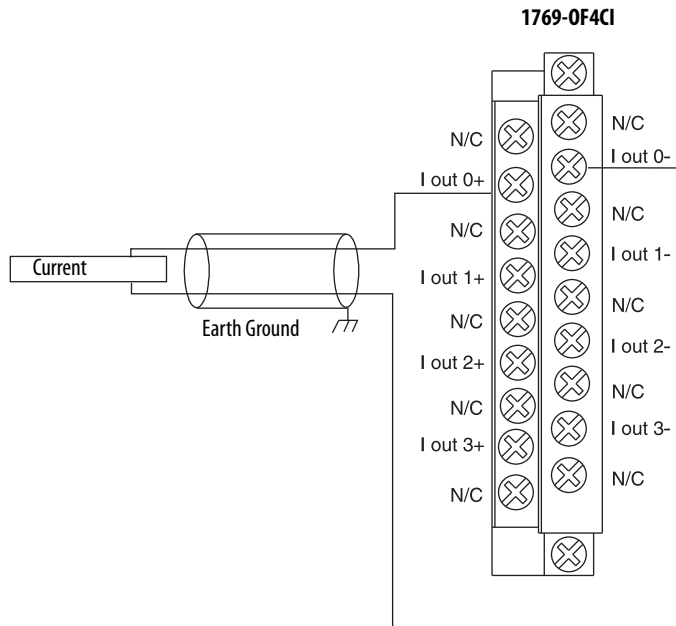 1769-OF4CI
N/C
I out 0+
N/C
I out 1+
N/C
I out 2+
N/C
I out 3+
N/C
N/C
I out 0-
N/C
I out 1-
N/C
I out 2-
N/C
I out 3-
N/C
Current
Earth Ground